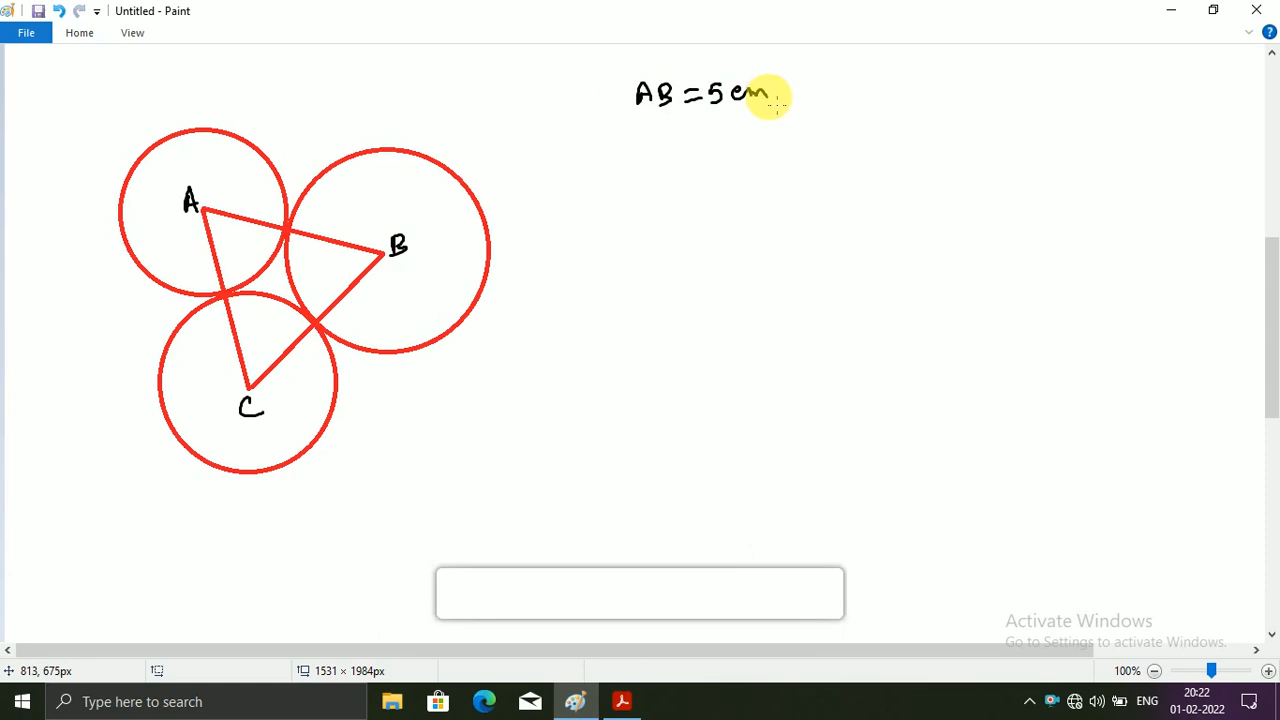 Untitled - Paint
File Home View
AB = 5 cm
A
B
C
Activate Windows
Go to Settings to activate Windows.
813, 675px 1531 × 1984px 100%
Type here to search
ENG
20:22
01-02-2022